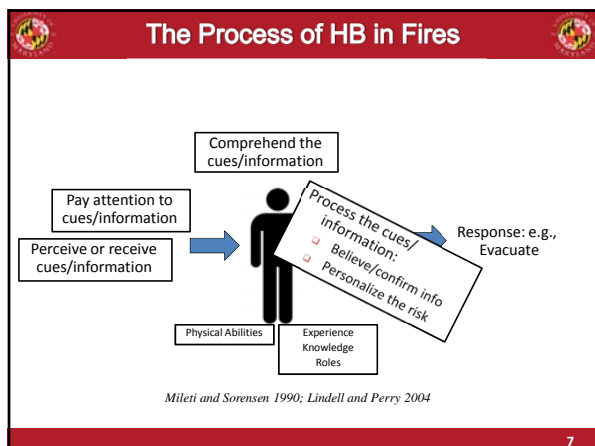 The Process of HB in Fires
Comprehend the
cues/information
Pay attention to
cues/information
Perceive or receive
cues/information
Process the cues/
information:
Believe/confirm info
Personalize the risk
Response: e.g.,
Evacuate
Physical Abilities
Experience
Knowledge
Roles
Mileti and Sorensen 1990; Lindell and Perry 2004
7